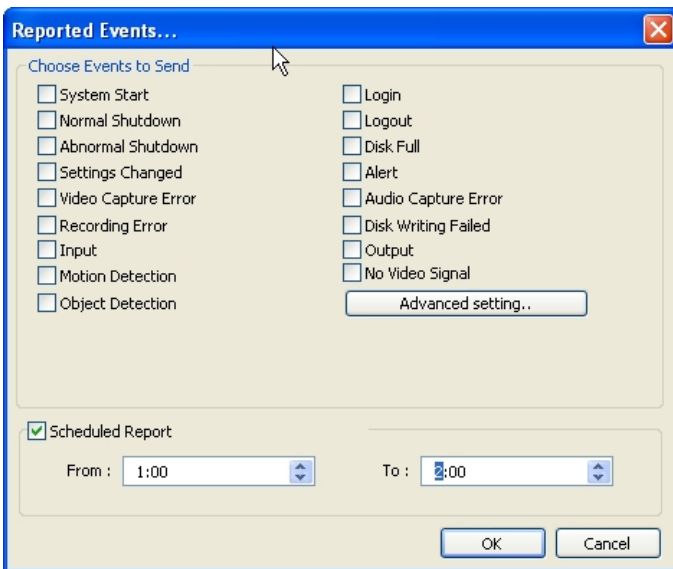 Reported Events...
Choose Events to Send
System Start
Normal Shutdown
Abnormal Shutdown
Settings Changed
Video Capture Error
Recording Error
Input
Motion Detection
Object Detection
Login
Logout
Disk Full
Alert
Audio Capture Error
Disk Writing Failed
Output
No Video Signal
Advanced setting..
Scheduled Report
From : 1:00
To : 2:00
OK
Cancel